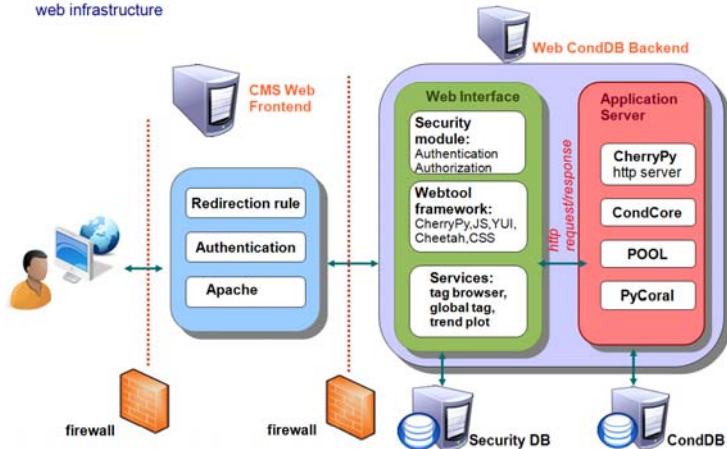 web infrastructure
Web CondDB Backend
CMS Web
Frontend
Redirection rule
Authentication
Apache
Web Interface
Security
module:
Authentication
Authorization
Webtool
framework:
CherryPy,JS,YUI,
Cheetah,CSS
Services:
tag browser,
global tag,
trend plot
http
request/response
Application
Server
CherryPy
http server
CondCore
POOL
PyCoral
firewall
firewall
Security DB
CondDB